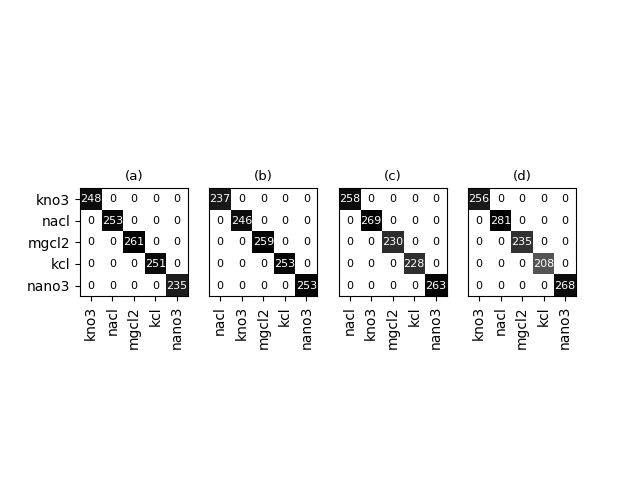 (a) (b) (c) (d)
kno3 248 0 0 0 0 237 0 0 0 0 258 0 0 0 0 256 0 0 0 0
nacl 0 253 0 0 0 0 246 0 0 0 0 269 0 0 0 0 281 0 0 0
mgcl2 0 0 261 0 0 0 0 259 0 0 0 0 230 0 0 0 0 235 0 0
kcl 0 0 0 251 0 0 0 0 253 0 0 0 0 228 0 0 0 0 208 0
nano3 0 0 0 0 235 0 0 0 0 253 0 0 0 0 263 0 0 0 0 268
kno3 nacl mgcl2 kcl nano3 nacl kno3 mgcl2 kcl nano3 nacl kno3 mgcl2 kcl nano3 kno3 nacl mgcl2 kcl nano3